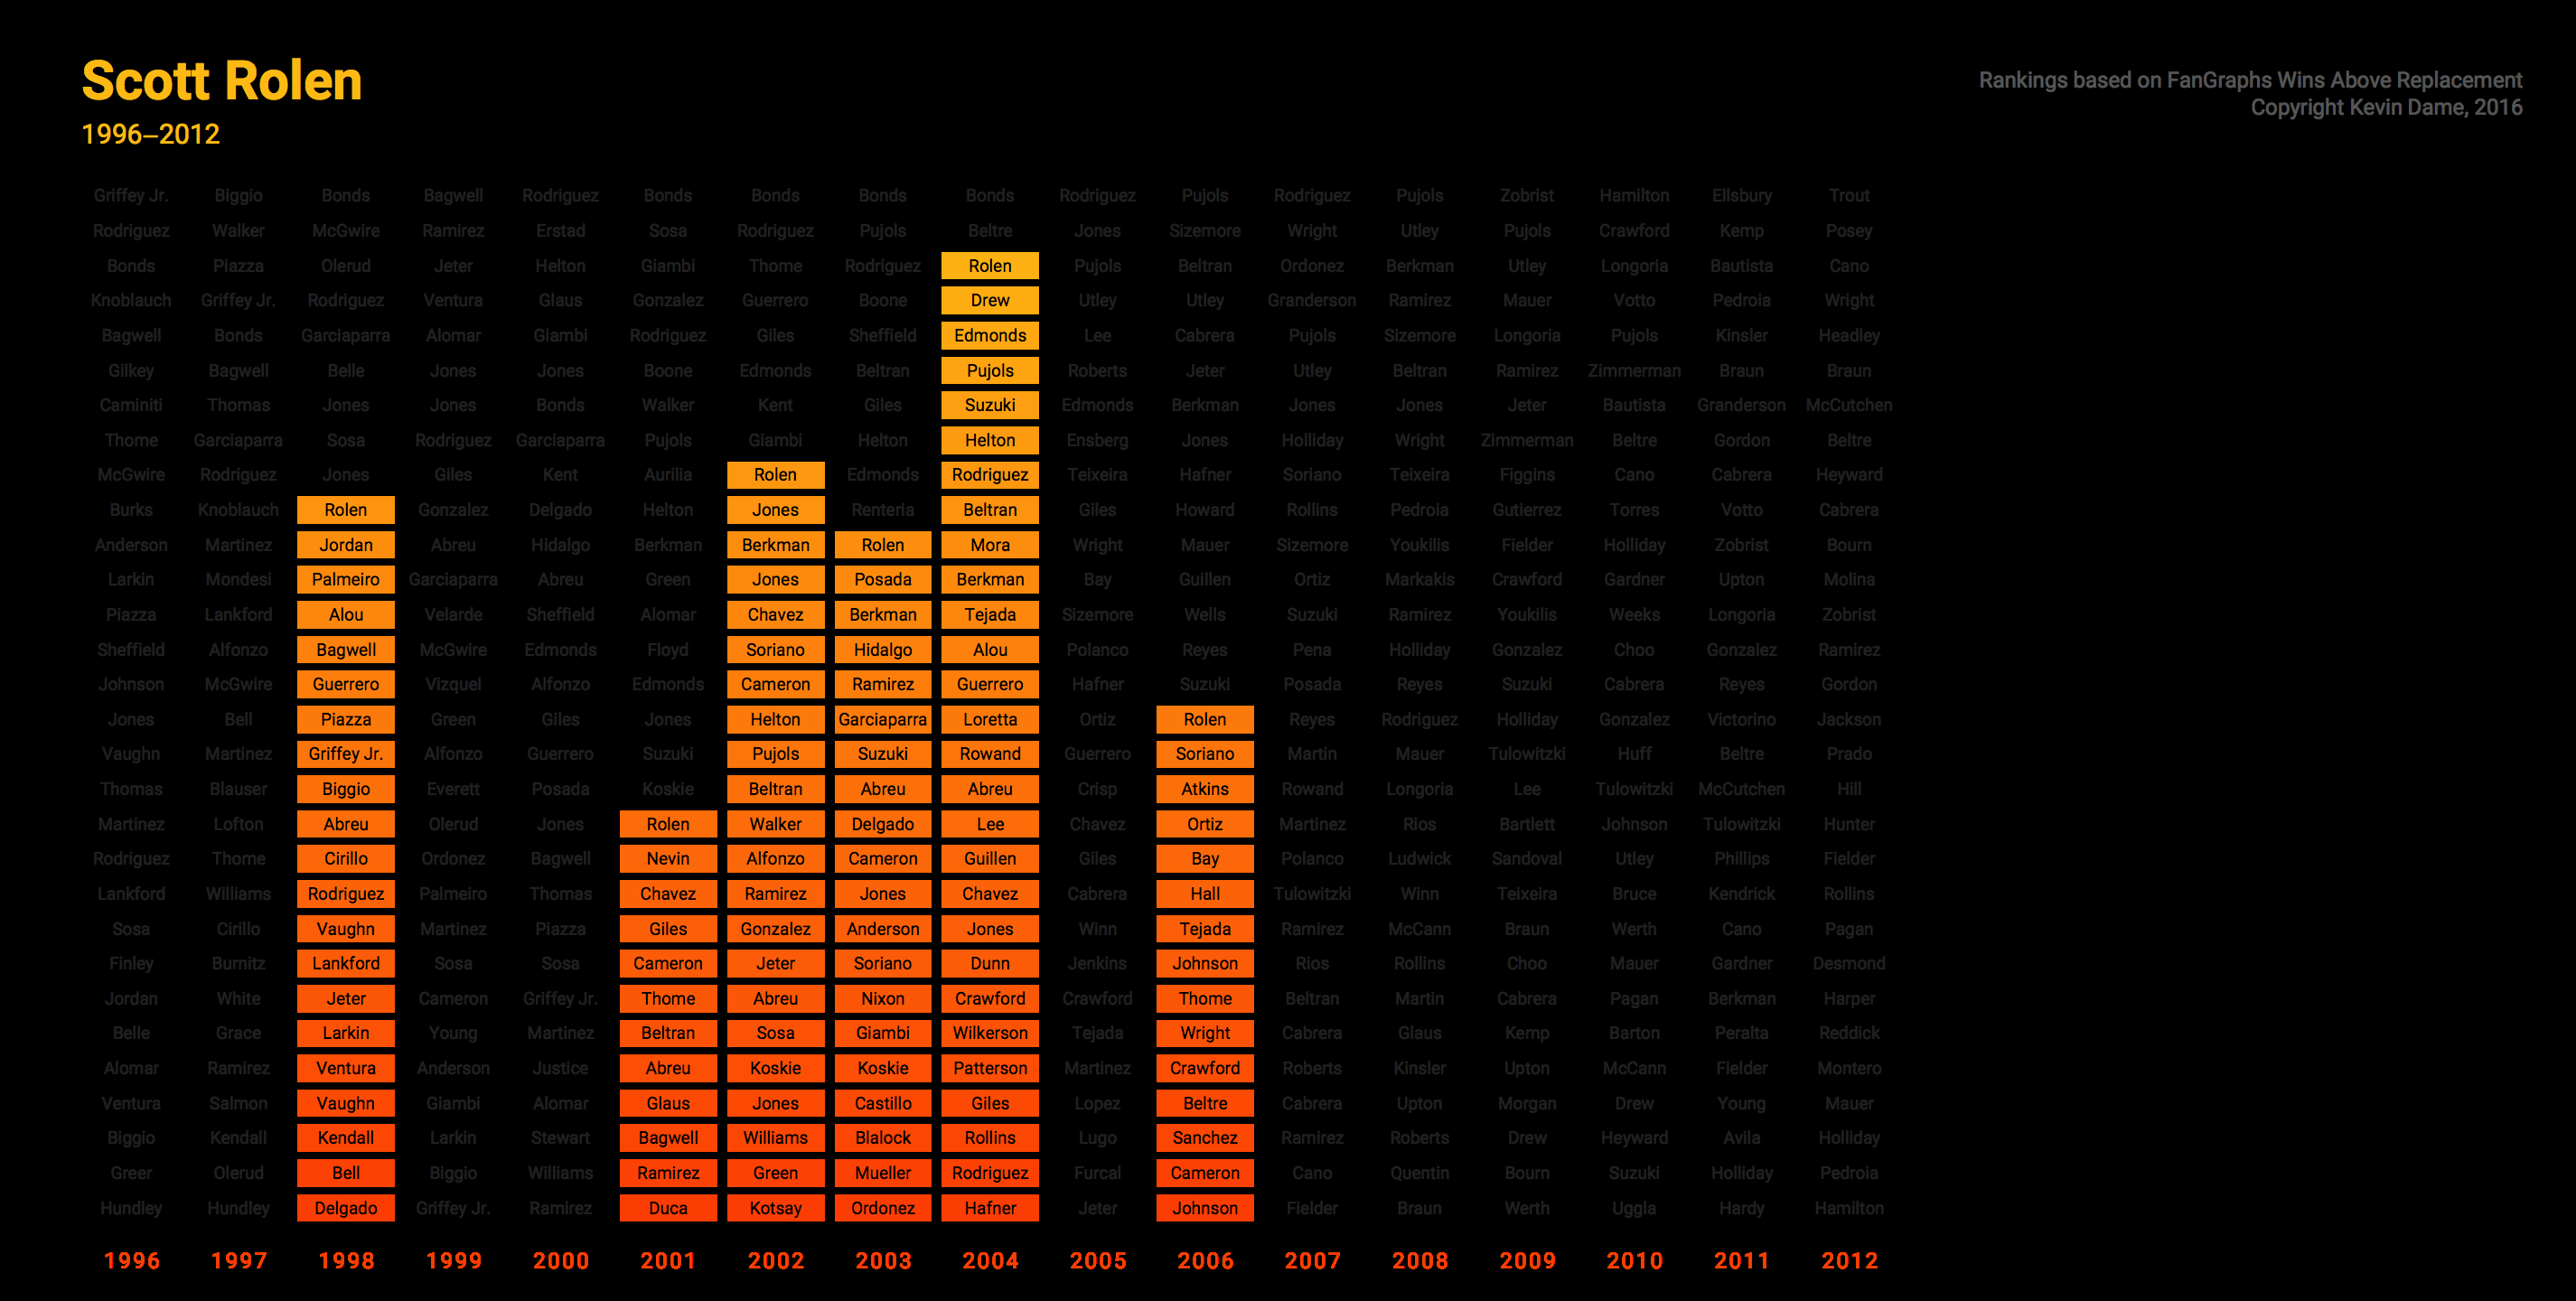 Scott Rolen
1996–2012
Rankings based on FanGraphs Wins Above Replacement
Copyright Kevin Dame, 2016
Griffey Jr. Biggio Bonds Bagwell Rodriguez Bonds Bonds Bonds Bonds Rodriguez Pujols Rodriguez Pujols Zobrist Hamilton Ellsbury Trout
Rodriguez Walker McGwire Ramirez Erstad Sosa Rodriguez Pujols Beltre Jones Sizemore Wright Utley Pujols Crawford Kemp Posey
Bonds Piazza Olerud Jeter Helton Giambi Thome Rodriguez Rolen Pujols Beltran Ordonez Berkman Utley Longoria Bautista Cano
Knoblauch Griffey Jr. Rodriguez Ventura Glaus Gonzalez Guerrero Boone Drew Utley Utley Granderson Ramirez Mauer Votto Pedroia Wright
Bagwell Bonds Garciaparra Alomar Giambi Rodriguez Giles Sheffield Edmonds Lee Cabrera Pujols Sizemore Longoria Pujols Kinsler Headley
Gilkey Bagwell Belle Jones Jones Boone Edmonds Beltran Pujols Roberts Jeter Utley Beltran Ramirez Zimmerman Braun Braun
Caminiti Thomas Jones Jones Bonds Walker Kent Giles Suzuki Edmonds Berkman Jones Jones Jeter Bautista Granderson McCutchen
Thome Garciaparra Sosa Rodriguez Garciaparra Pujols Giambi Helton Helton Ensberg Jones Holliday Wright Zimmerman Beltre Gordon Beltre
McGwire Rodriguez Jones Giles Kent Aurilia Rolen Edmonds Rodriguez Teixeira Hafner Soriano Teixeira Figgins Cano Cabrera Heyward
Burks Knoblauch Rolen Gonzalez Delgado Helton Jones Renteria Beltran Giles Howard Rollins Pedroia Gutierrez Torres Votto Cabrera
Anderson Martinez Jordan Abreu Hidalgo Berkman Berkman Rolen Mora Wright Mauer Sizemore Youkilis Fielder Holliday Zobrist Bourn
Larkin Mondesi Palmeiro Garciaparra Abreu Green Jones Posada Berkman Bay Guillen Ortiz Markakis Crawford Gardner Upton Molina
Piazza Lankford Alou Velarde Sheffield Alomar Chavez Berkman Tejada Sizemore Wells Suzuki Ramirez Youkilis Weeks Longoria Zobrist
Sheffield Alfonzo Bagwell McGwire Edmonds Floyd Soriano Hidalgo Alou Polanco Reyes Pena Holliday Gonzalez Choo Gonzalez Ramirez
Johnson McGwire Guerrero Vizquel Alfonzo Edmonds Cameron Ramirez Guerrero Hafner Suzuki Posada Reyes Suzuki Cabrera Reyes Gordon
Jones Bell Piazza Green Giles Jones Helton Garciaparra Loretta Ortiz Rolen Reyes Rodriguez Holliday Gonzalez Victorino Jackson
Vaughn Martinez Griffey Jr. Alfonzo Guerrero Suzuki Pujols Suzuki Rowand Guerrero Soriano Martin Mauer Tulowitzki Huff Beltre Prado
Thomas Blauser Biggio Everett Posada Koskie Beltran Abreu Abreu Crisp Atkins Rowand Longoria Lee Tulowitzki McCutchen Hill
Martinez Lofton Abreu Olerud Jones Rolen Walker Delgado Lee Chavez Ortiz Martinez Rios Bartlett Johnson Tulowitzki Hunter
Rodriguez Thome Cirillo Ordonez Bagwell Nevin Alfonzo Cameron Guillen Giles Bay Polanco Ludwick Sandoval Utley Phillips Fielder
Lankford Williams Rodriguez Palmeiro Thomas Chavez Ramirez Jones Chavez Cabrera Hall Tulowitzki Winn Teixeira Bruce Kendrick Rollins
Sosa Cirillo Vaughn Martinez Piazza Giles Gonzalez Anderson Jones Winn Tejada Ramirez McCann Braun Werth Cano Pagan
Finley Burnitz Lankford Sosa Sosa Cameron Jeter Soriano Dunn Jenkins Johnson Rios Rollins Choo Mauer Gardner Desmond
Jordan White Jeter Cameron Griffey Jr. Thome Abreu Nixon Crawford Crawford Thome Beltran Martin Cabrera Pagan Berkman Harper
Belle Grace Larkin Young Martinez Beltran Sosa Giambi Wilkerson Tejada Wright Cabrera Glaus Kemp Barton Peralta Reddick
Alomar Ramirez Ventura Anderson Justice Abreu Koskie Koskie Patterson Martinez Crawford Roberts Kinsler Upton McCann Fielder Montero
Ventura Salmon Vaughn Giambi Alomar Glaus Jones Castillo Giles Lopez Beltre Cabrera Upton Morgan Drew Young Mauer
Biggio Kendall Kendall Larkin Stewart Bagwell Williams Blalock Rollins Lugo Sanchez Ramirez Roberts Drew Heyward Avila Holliday
Greer Olerud Bell Biggio Williams Ramirez Green Mueller Rodriguez Furcal Cameron Cano Quentin Bourn Suzuki Holliday Pedroia
Hundley Hundley Delgado Griffey Jr. Ramirez Duca Kotsay Ordonez Hafner Jeter Johnson Fielder Braun Werth Uggla Hardy Hamilton
1996 1997 1998 1999 2000 2001 2002 2003 2004 2005 2006 2007 2008 2009 2010 2011 2012